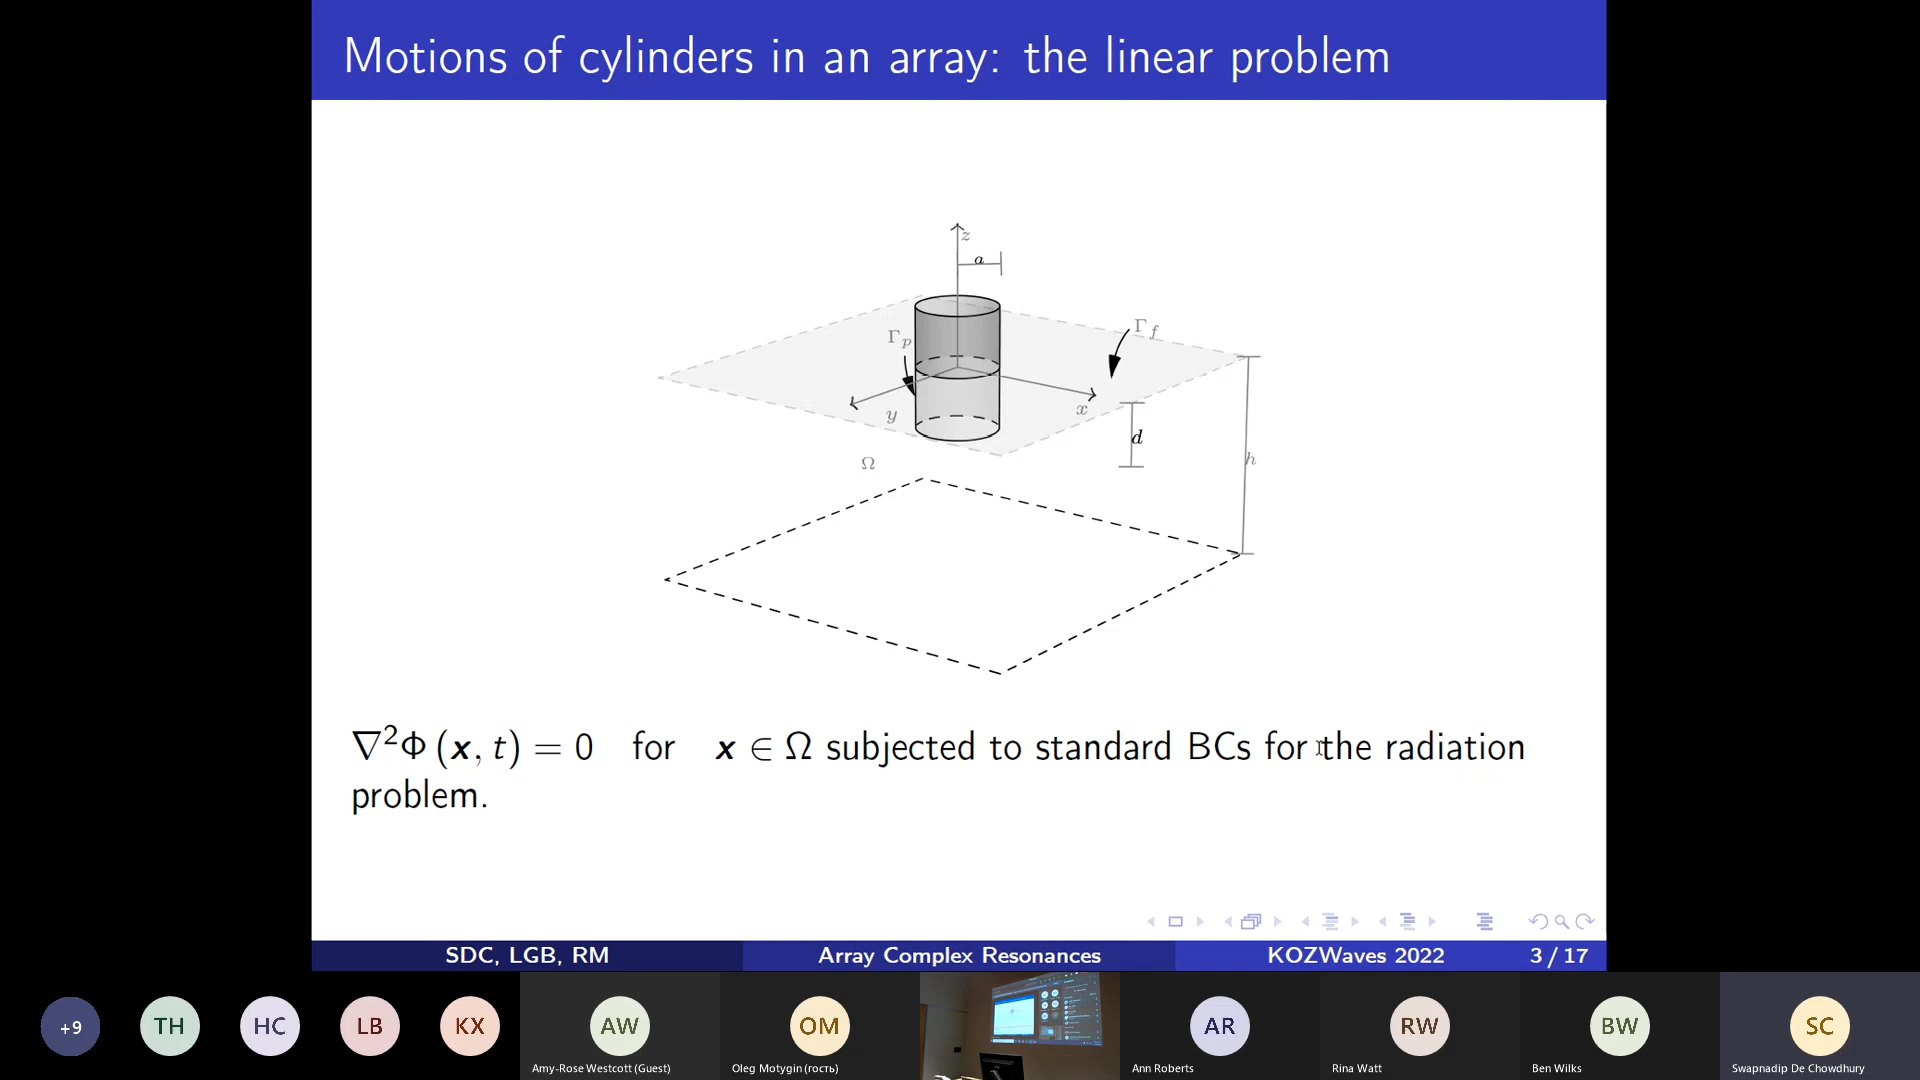 Motions of cylinders in an array: the linear problem
z
a
Γp
Γf
y
x
d
Ω
h
∇²Φ (x, t) = 0 for x ∈ Ω subjected to standard BCs for the radiation
problem.
SDC, LGB, RM
Array Complex Resonances
KOZWaves 2022
3 / 17
+9
TH
HC
LB
KX
AW
OM
AR
RW
BW
SC
Amy-Rose Westcott (Guest)
Oleg Motygin (гость)
Ann Roberts
Rina Watt
Ben Wilks
Swapnadip De Chowdhury